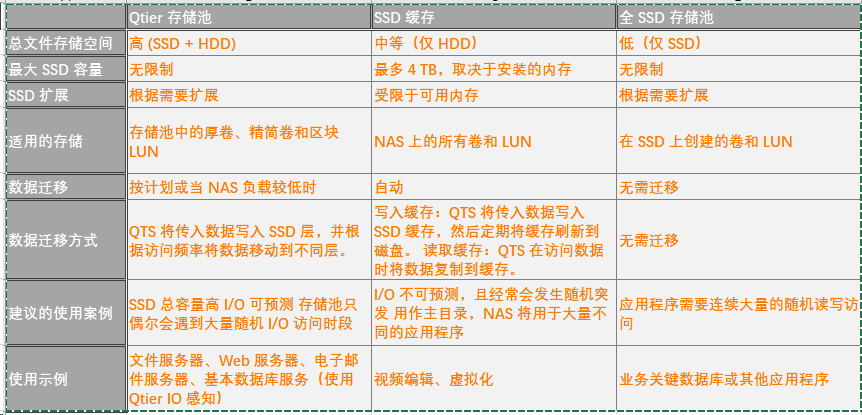 Qtier 存储池 SSD 缓存 全 SSD 存储池
总文件存储空间 高 (SSD + HDD) 中等（仅 HDD） 低（仅 SSD）
最大 SSD 容量 无限制 最多 4 TB，取决于安装的内存 无限制
SSD 扩展 根据需要扩展 受限于可用内存 根据需要扩展
适用的存储
存储池中的厚卷、精简卷和区块
LUN
NAS 上的所有卷和 LUN
在 SSD 上创建的卷和 LUN
数据迁移 按计划或当 NAS 负载较低时 自动 无需迁移
数据迁移方式
QTS 将传入数据写入 SSD 层，并根
据访问频率将数据移动到不同层。
写入缓存：QTS 将传入数据写入
SSD 缓存，然后定期将缓存刷新到
磁盘。 读取缓存：QTS 在访问数据
时将数据复制到缓存。
无需迁移
建议的使用案例
SSD 总容量高 I/O 可预测 存储池只
偶尔会遇到大量随机 I/O 访问时段
I/O 不可预测，且经常会发生随机突
发 用作主目录，NAS 将用于大量不
同的应用程序
应用程序需要连续大量的随机读写访
问
使用示例
文件服务器、Web 服务器、电子邮
件服务器、基本数据库服务（使用
Qtier IO 感知）
视频编辑、虚拟化
业务关键数据库或其他应用程序